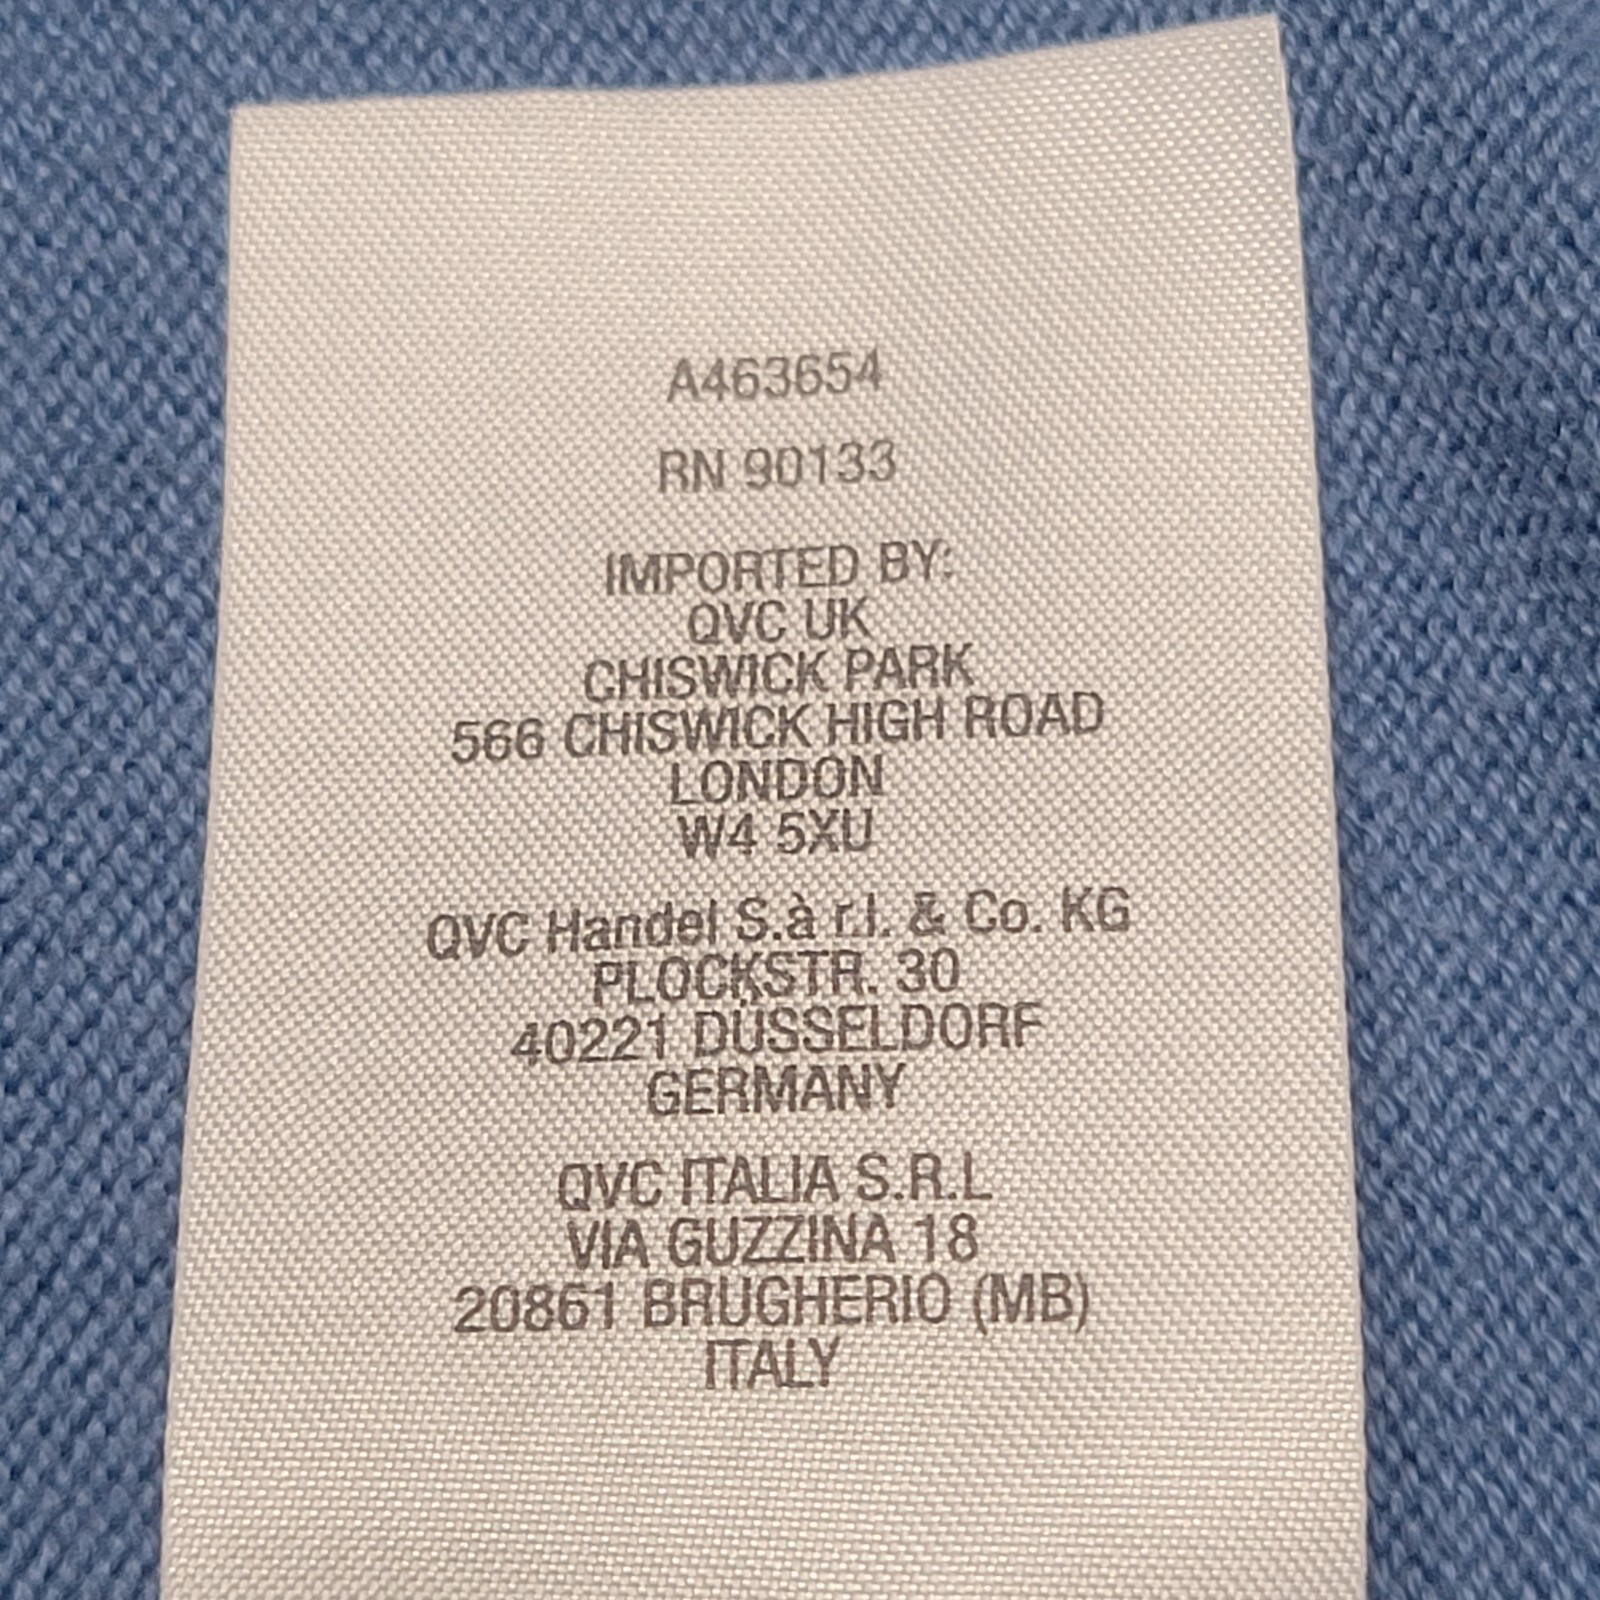 A463654
RN 90133
IMPORTED BY:
QVC UK
CHISWICK PARK
566 CHISWICK HIGH ROAD
LONDON
W4 5XU
QVC Handel S.à r.l. & Co. KG
PLOCKSTR. 30
40221 DÜSSELDORF
GERMANY
QVC ITALIA S.R.L
VIA GUZZINA 18
20861 BRUGHERIO (MB)
ITALY